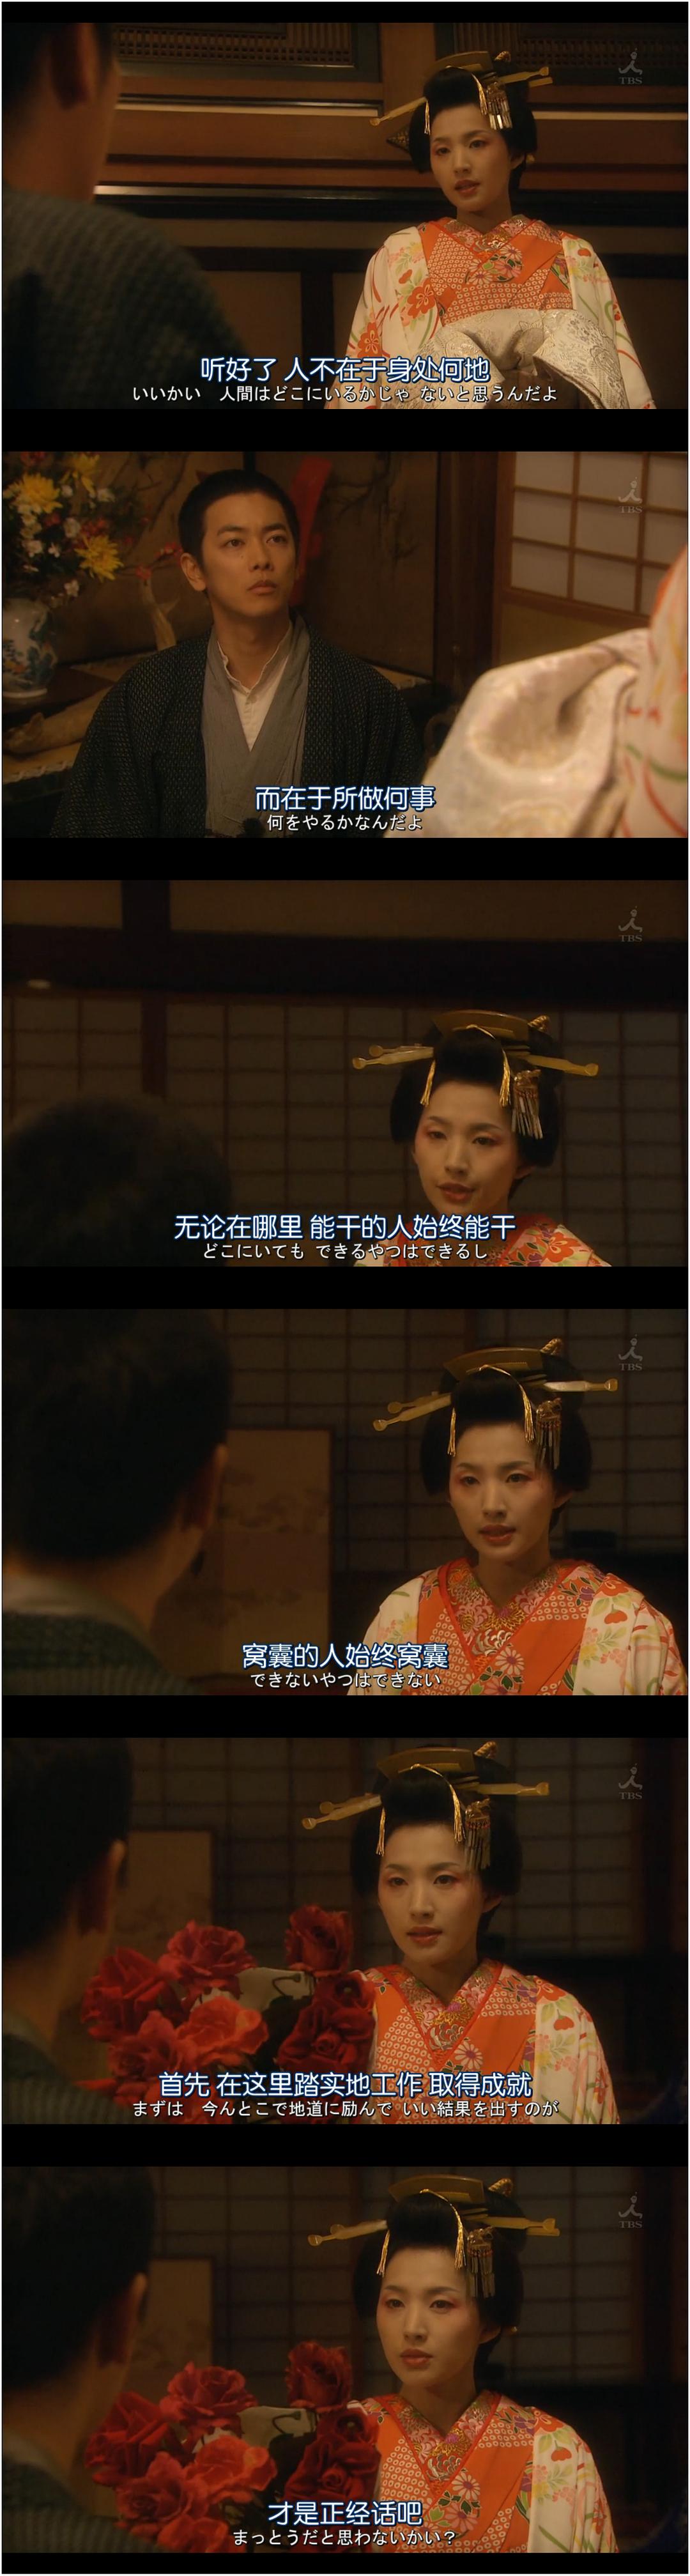 TBS
听好了 人不在于身处何地
いいかい 人間はどこにいるかじゃ ないと思うんだよ
TBS
而在于所做何事
何をやるかなんだよ
TBS
无论在哪里 能干的人始终能干
どこにいても できるやつはできるし
TBS
窝囊的人始终窝囊
できないやつはできない
TBS
首先 在这里踏实地工作 取得成就
まずは 今んとこで地道に励んで いい結果を出すのが
TBS
才是正经话吧
まっとうだと思わないかい?